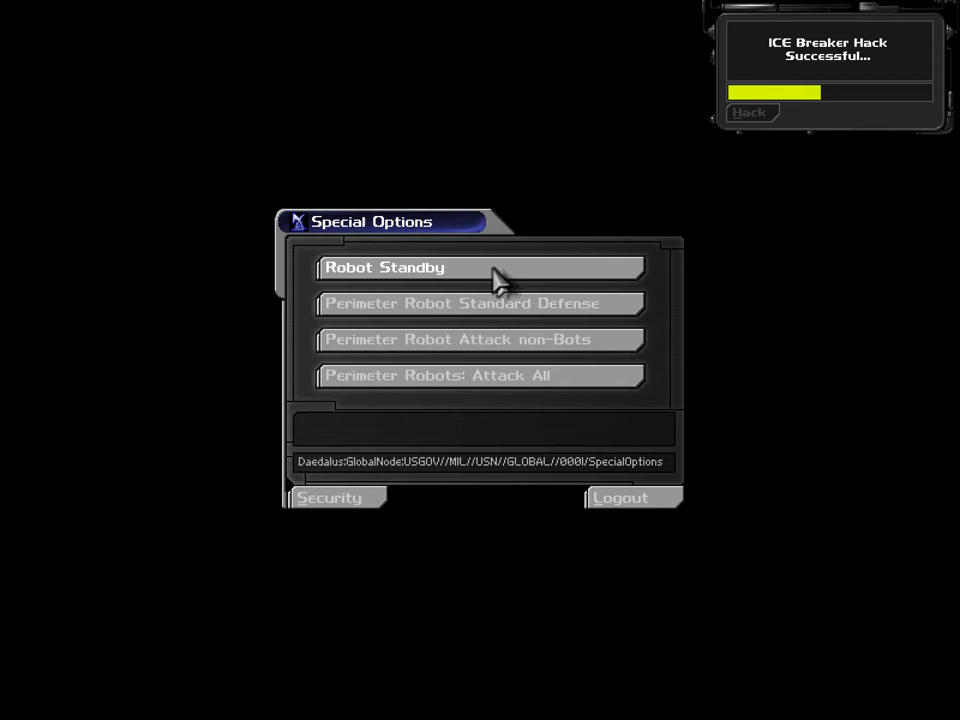 ICE Breaker Hack
Successful...
Hack
Special Options
Robot Standby
Perimeter Robot Standard Defense
Perimeter Robot Attack non-Bots
Perimeter Robots: Attack All
Daedalus:GlobalNode:USGOV//MIL//USN//GLOBAL//0001/SpecialOptions
Security
Logout